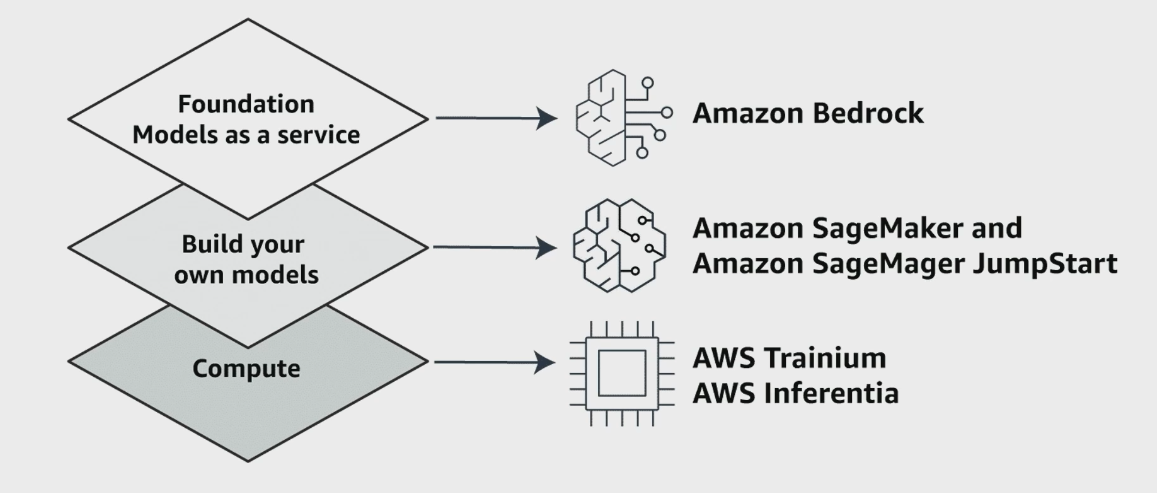 Foundation
Models as a service
Amazon Bedrock
Build your
own models
Amazon SageMaker and
Amazon SageMager JumpStart
Compute
AWS Trainium
AWS Inferentia